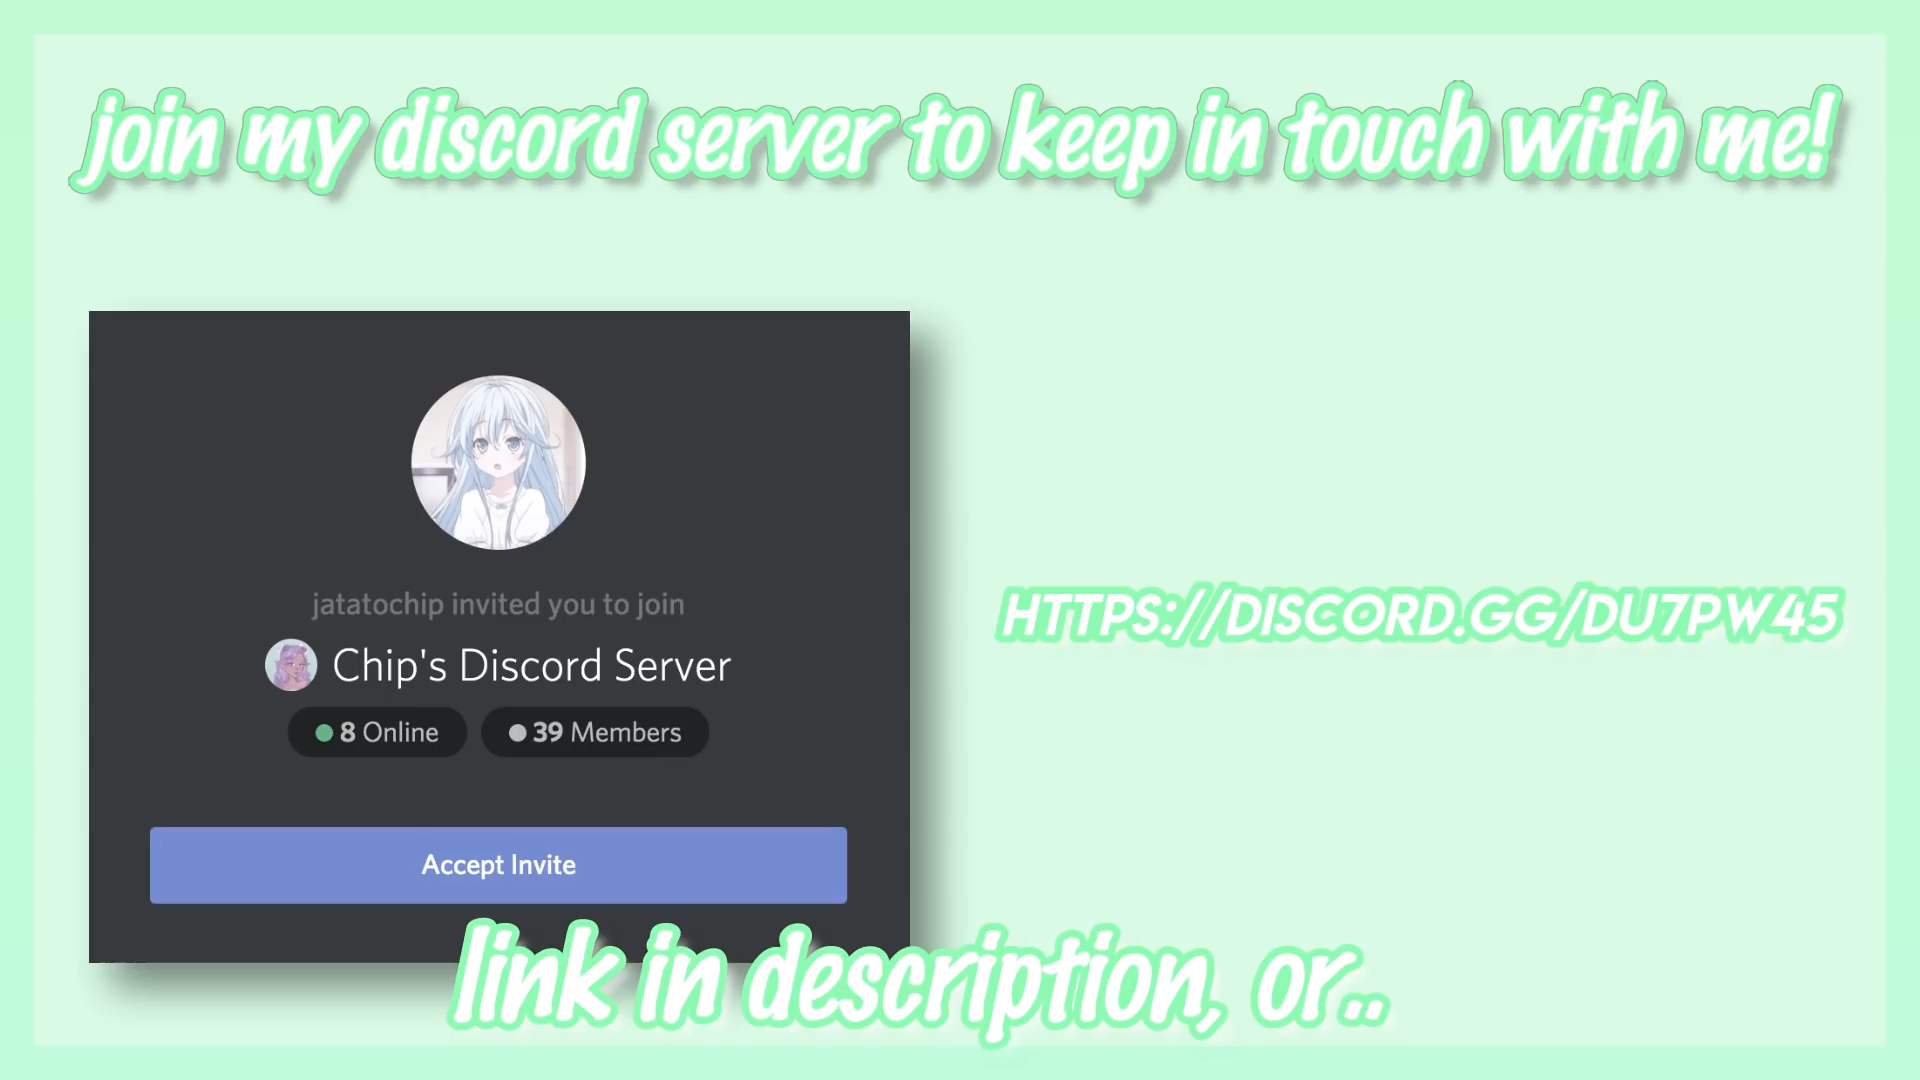 join my discord server to keep in touch with me!
jatatochip invited you to join
Chip's Discord Server
8 Online
39 Members
Accept Invite
HTTPS://DISCORD.GG/DU7PW45
link in description, or..